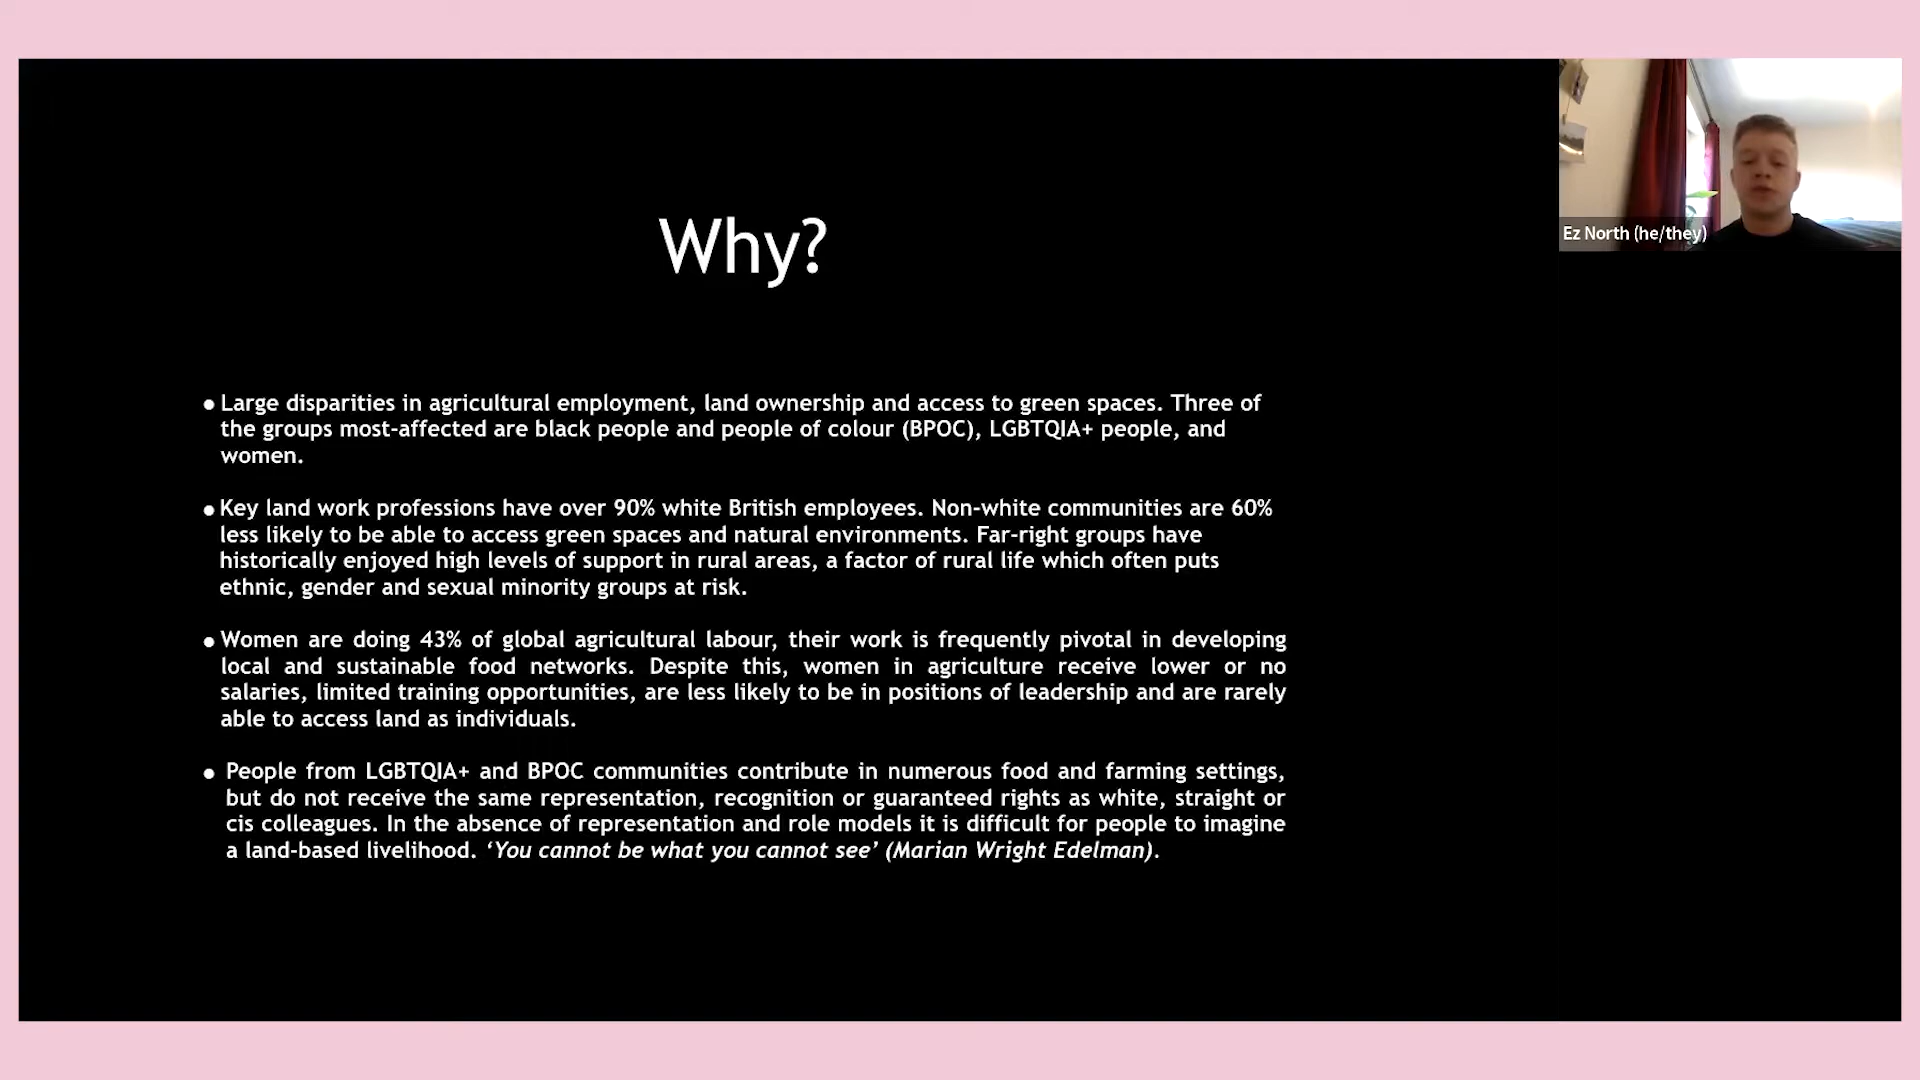 Why?
Ez North (he/they)
● Large disparities in agricultural employment, land ownership and access to green spaces. Three of
the groups most-affected are black people and people of colour (BPOC), LGBTQIA+ people, and
women.
● Key land work professions have over 90% white British employees. Non-white communities are 60%
less likely to be able to access green spaces and natural environments. Far-right groups have
historically enjoyed high levels of support in rural areas, a factor of rural life which often puts
ethnic, gender and sexual minority groups at risk.
● Women are doing 43% of global agricultural labour, their work is frequently pivotal in developing
local and sustainable food networks. Despite this, women in agriculture receive lower or no
salaries, limited training opportunities, are less likely to be in positions of leadership and are rarely
able to access land as individuals.
● People from LGBTQIA+ and BPOC communities contribute in numerous food and farming settings,
but do not receive the same representation, recognition or guaranteed rights as white, straight or
cis colleagues. In the absence of representation and role models it is difficult for people to imagine
a land-based livelihood. ‘You cannot be what you cannot see’ (Marian Wright Edelman).